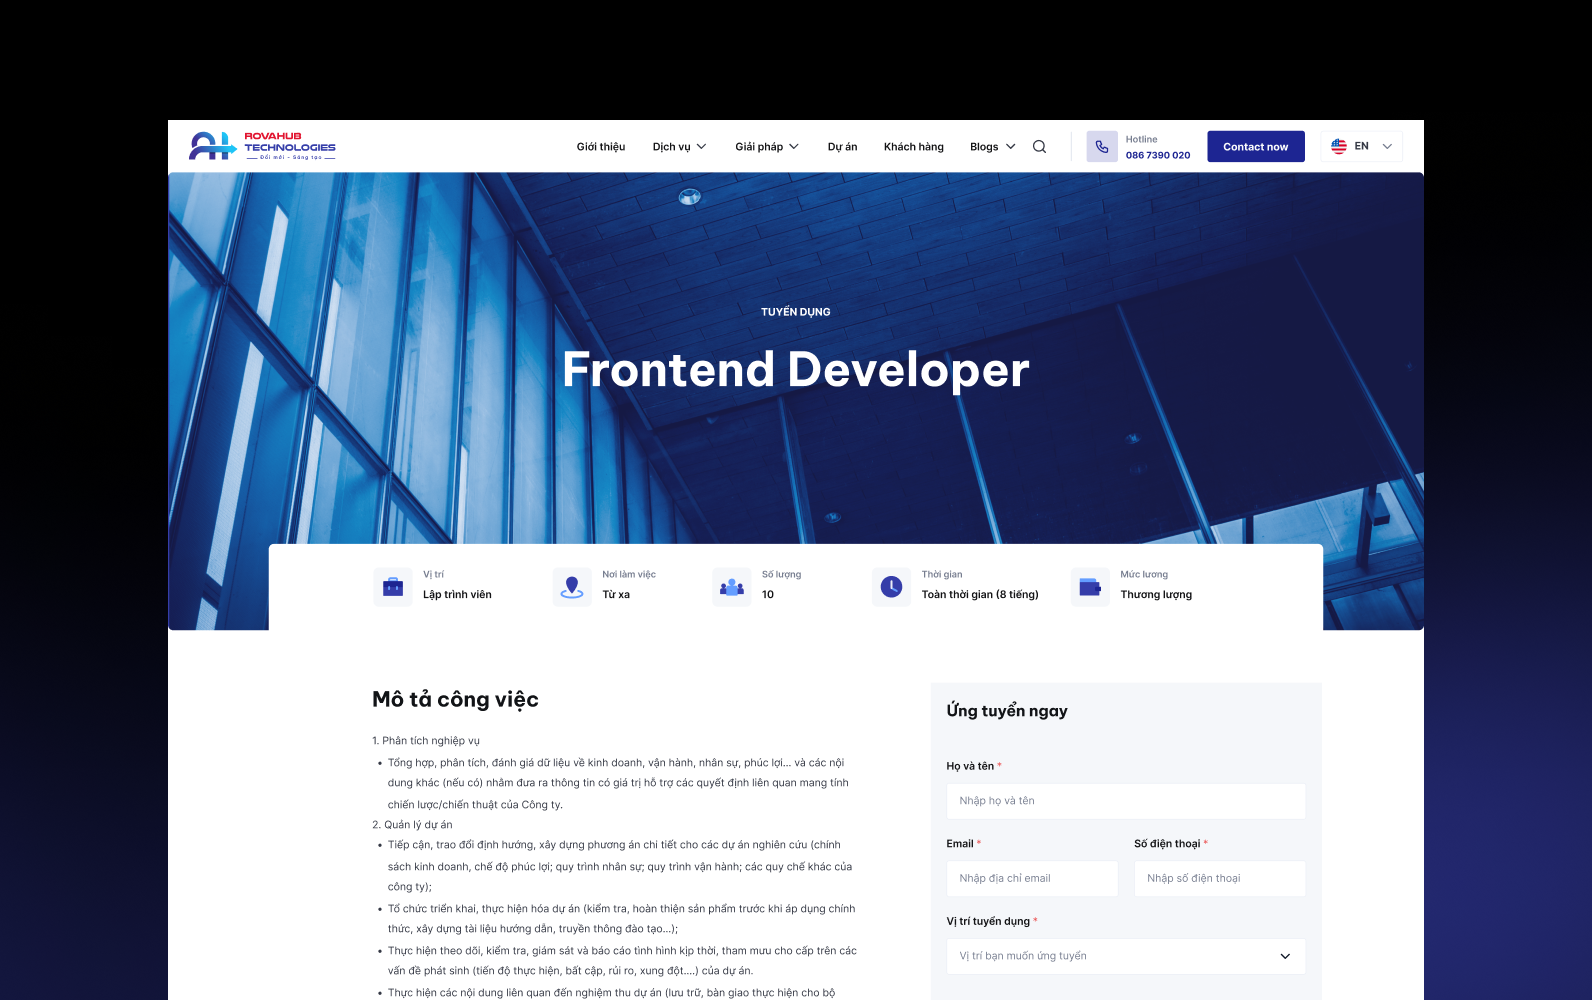 ROVAHUB
TECHNOLOGIES
Đổi mới - Sáng tạo
Giới thiệu
Dịch vụ
Giải pháp
Dự án
Khách hàng
Blogs
Hotline
086 7390 020
Contact now
EN
TUYỂN DỤNG
Frontend Developer
Vị trí
Lập trình viên
Nơi làm việc
Từ xa
Số lượng
10
Thời gian
Toàn thời gian (8 tiếng)
Mức lương
Thương lượng
Mô tả công việc
1. Phân tích nghiệp vụ
• Tổng hợp, phân tích, đánh giá dữ liệu về kinh doanh, vận hành, nhân sự, phúc lợi... và các nội
dung khác (nếu có) nhằm đưa ra thông tin có giá trị hỗ trợ các quyết định liên quan mang tính
chiến lược/chiến thuật của Công ty.
2. Quản lý dự án
• Tiếp cận, trao đổi định hướng, xây dựng phương án chi tiết cho các dự án nghiên cứu (chính
sách kinh doanh, chế độ phúc lợi; quy trình nhân sự; quy trình vận hành; các quy chế khác của
công ty);
• Tổ chức triển khai, thực hiện hóa dự án (kiểm tra, hoàn thiện sản phẩm trước khi áp dụng chính
thức, xây dựng tài liệu hướng dẫn, truyền thông đào tạo...);
• Thực hiện theo dõi, kiểm tra, giám sát và báo cáo tình hình kịp thời, tham mưu cho cấp trên các
vấn đề phát sinh (tiến độ thực hiện, bất cập, rủi ro, xung đột....) của dự án.
• Thực hiện các nội dung liên quan đến nghiệm thu dự án (lưu trữ, bàn giao thực hiện cho bộ
Ứng tuyển ngay
Họ và tên *
Nhập họ và tên
Email *
Số điện thoại *
Nhập địa chỉ email
Nhập số điện thoại
Vị trí tuyển dụng *
Vị trí bạn muốn ứng tuyển